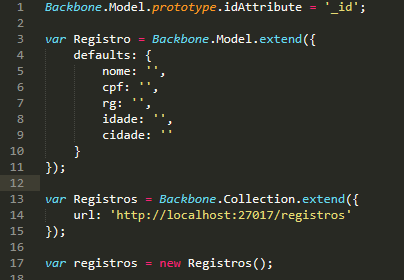 1 Backbone.Model.prototype.idAttribute = '_id';
2
3 var Registro = Backbone.Model.extend({
4     defaults: {
5         nome: '',
6         cpf: '',
7         rg: '',
8         idade: '',
9         cidade: ''
10     }
11 });
12
13 var Registros = Backbone.Collection.extend({
14     url: 'http://localhost:27017/registros'
15 });
16
17 var registros = new Registros();
18